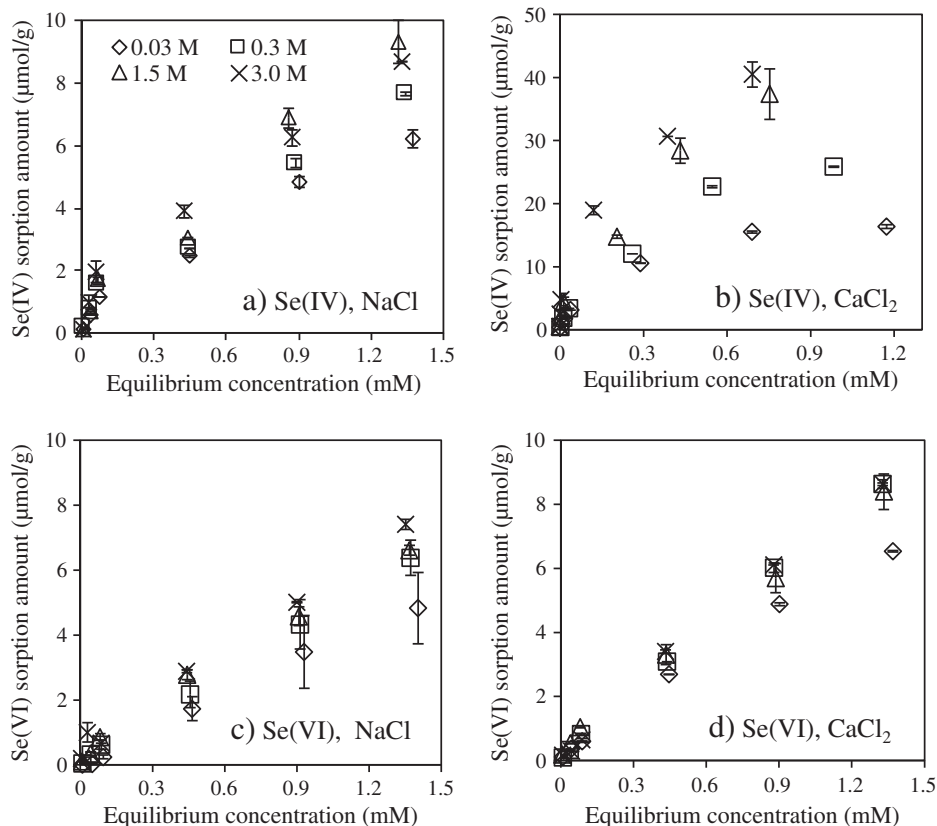 Se(IV) sorption amount (μmol/g)
10
8
6
4
2
0
0.03 M
0.3 M
1.5 M
3.0 M
a) Se(IV), NaCl
0 0.3 0.6 0.9 1.2 1.5
Equilibrium concentration (mM)
Se(IV) sorption amount (μmol/g)
50
40
30
20
10
0
b) Se(IV), CaCl₂
0 0.3 0.6 0.9 1.2
Equilibrium concentration (mM)
Se(VI) sorption amount (μmol/g)
10
8
6
4
2
0
c) Se(VI), NaCl
0 0.3 0.6 0.9 1.2 1.5
Equilibrium concentration (mM)
Se(VI) sorption amount (μmol/g)
10
8
6
4
2
0
d) Se(VI), CaCl₂
0 0.3 0.6 0.9 1.2 1.5
Equilibrium concentration (mM)